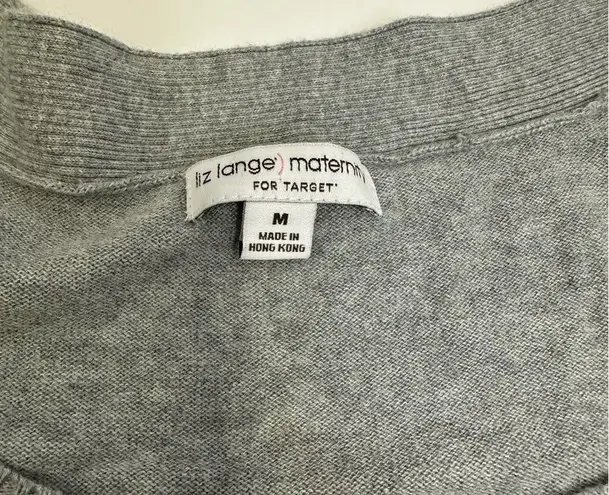 liz lange) maternity
FOR TARGET*
M
MADE IN
HONG KONG